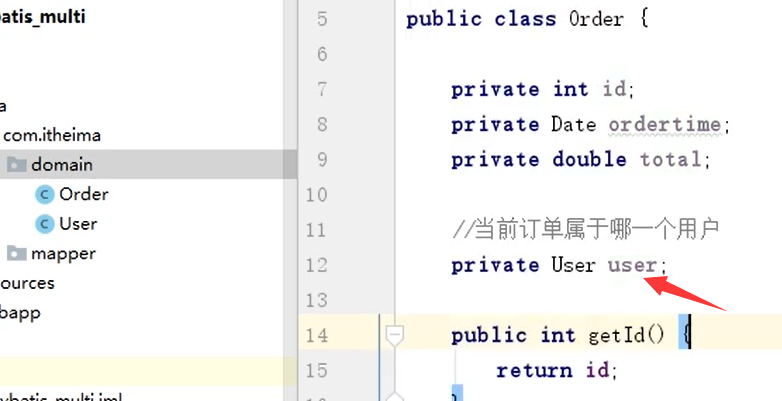 atis_multi
a
com.itheima
domain
Order
User
mapper
ources
bapp
ybatis_multi.iml
5 public class Order {
6
7 private int id;
8 private Date ordertime;
9 private double total;
10
11 //当前订单属于哪一个用户
12 private User user;
13
14 public int getId() {
15 return id;
}